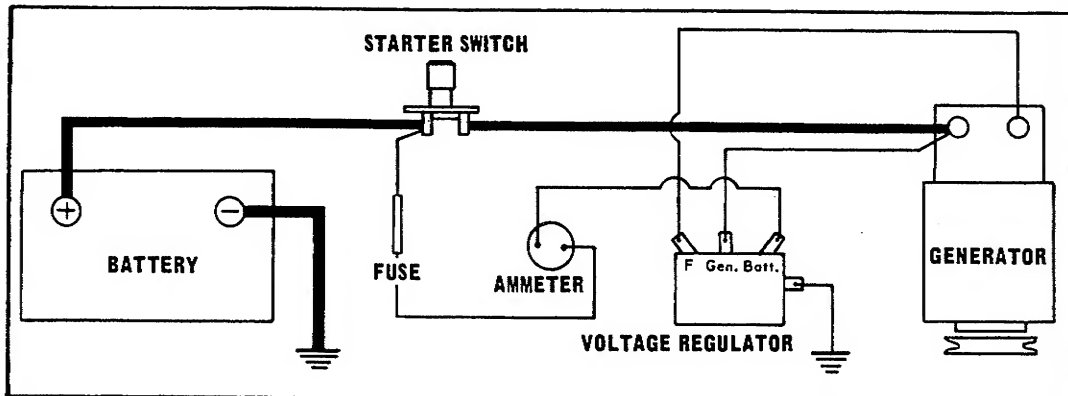 STARTER SWITCH
+
−
BATTERY
FUSE
AMMETER
F Gen. Batt.
VOLTAGE REGULATOR
GENERATOR